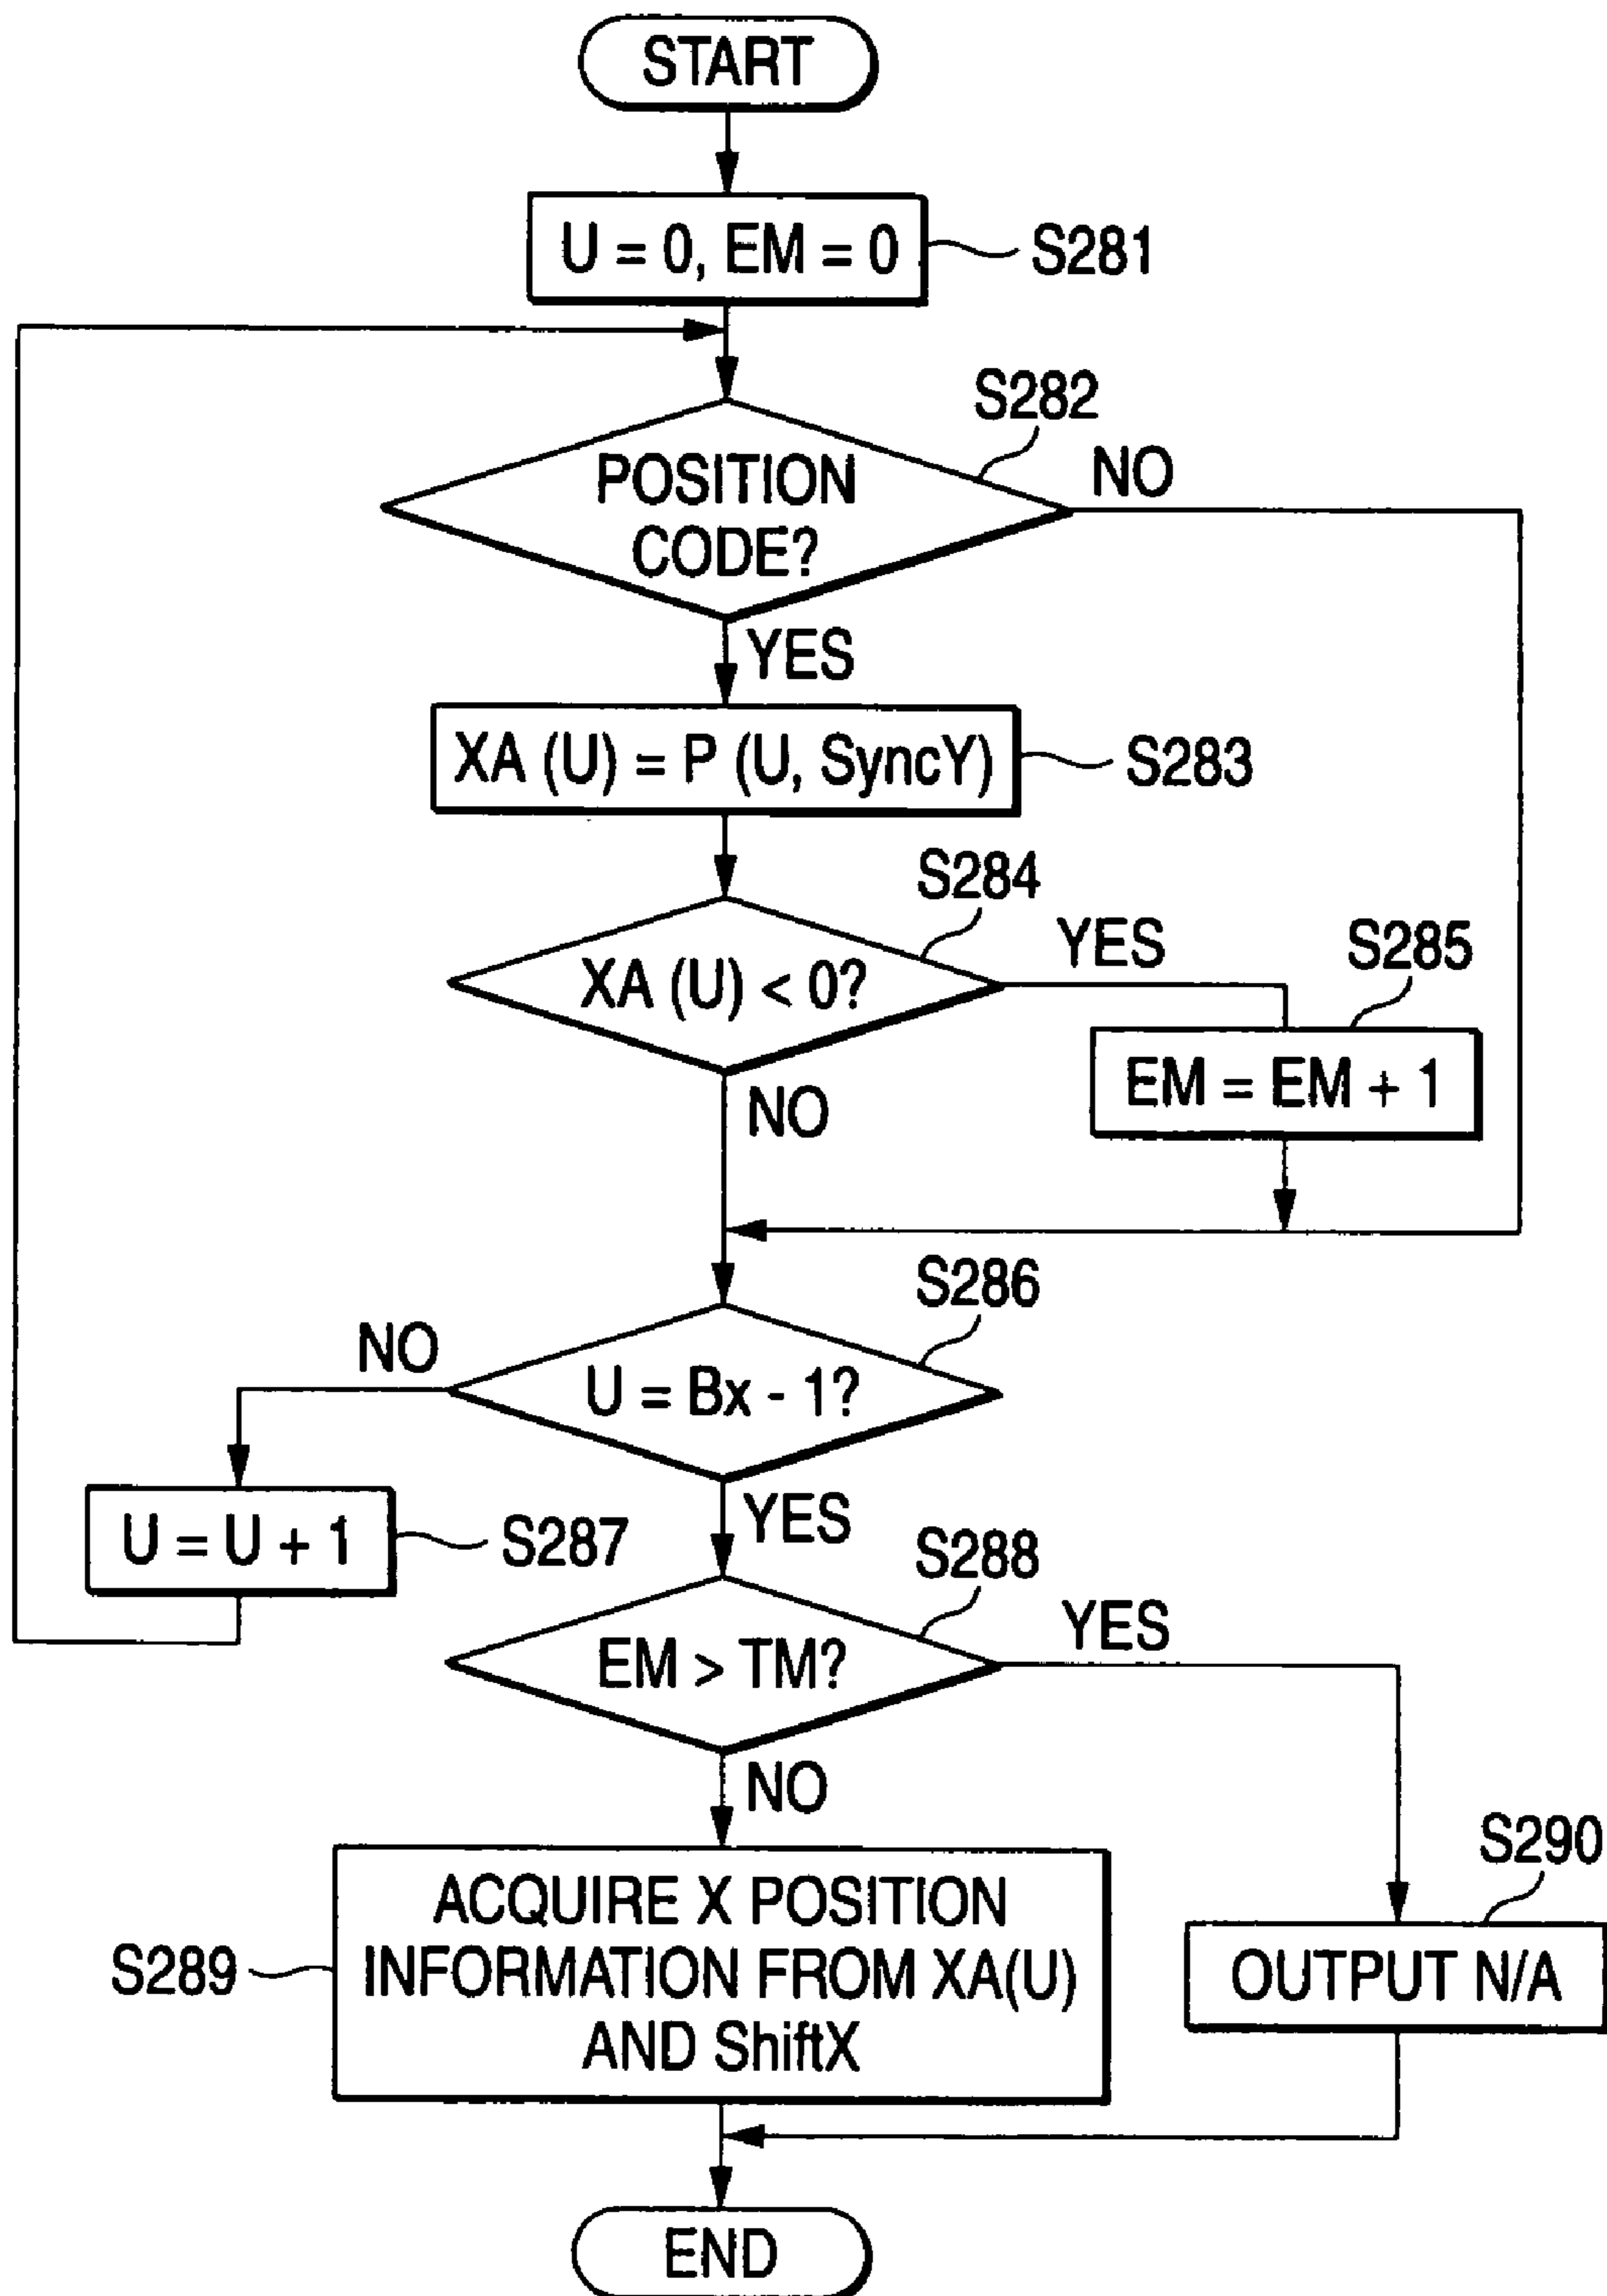 START
U = 0, EM = 0
S281
S282
POSITION
CODE?
NO
YES
XA (U) = P (U, SyncY)
S283
S284
XA (U) < 0?
YES
S285
EM = EM + 1
NO
S286
NO
U = Bx - 1?
YES
U = U + 1
S287
S288
EM > TM?
YES
NO
S290
ACQUIRE X POSITION
INFORMATION FROM XA(U)
AND ShiftX
S289
OUTPUT N/A
END